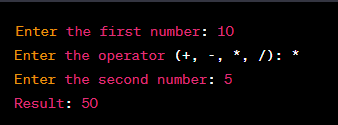 Enter the first number: 10
Enter the operator (+, -, *, /): *
Enter the second number: 5
Result: 50